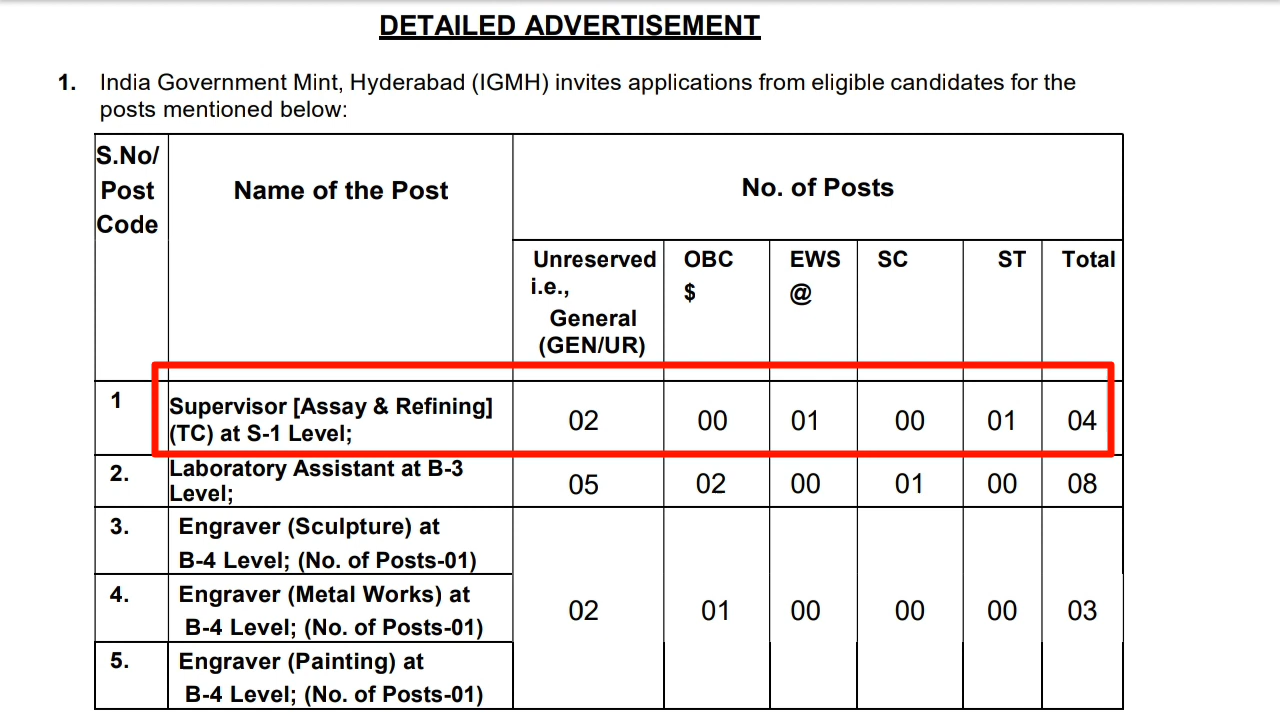 DETAILED ADVERTISEMENT
1. India Government Mint, Hyderabad (IGMH) invites applications from eligible candidates for the
posts mentioned below:
S.No/
Post
Code
Name of the Post
No. of Posts
Unreserved
i.e.,
General
(GEN/UR)
OBC
$
EWS
@
SC
ST
Total
1
Supervisor [Assay & Refining]
(TC) at S-1 Level;
02 00 01 00 01 04
2.
Laboratory Assistant at B-3
Level;
05 02 00 01 00 08
3.
Engraver (Sculpture) at
B-4 Level; (No. of Posts-01)
4.
Engraver (Metal Works) at
B-4 Level; (No. of Posts-01)
02 01 00 00 00 03
5.
Engraver (Painting) at
B-4 Level; (No. of Posts-01)